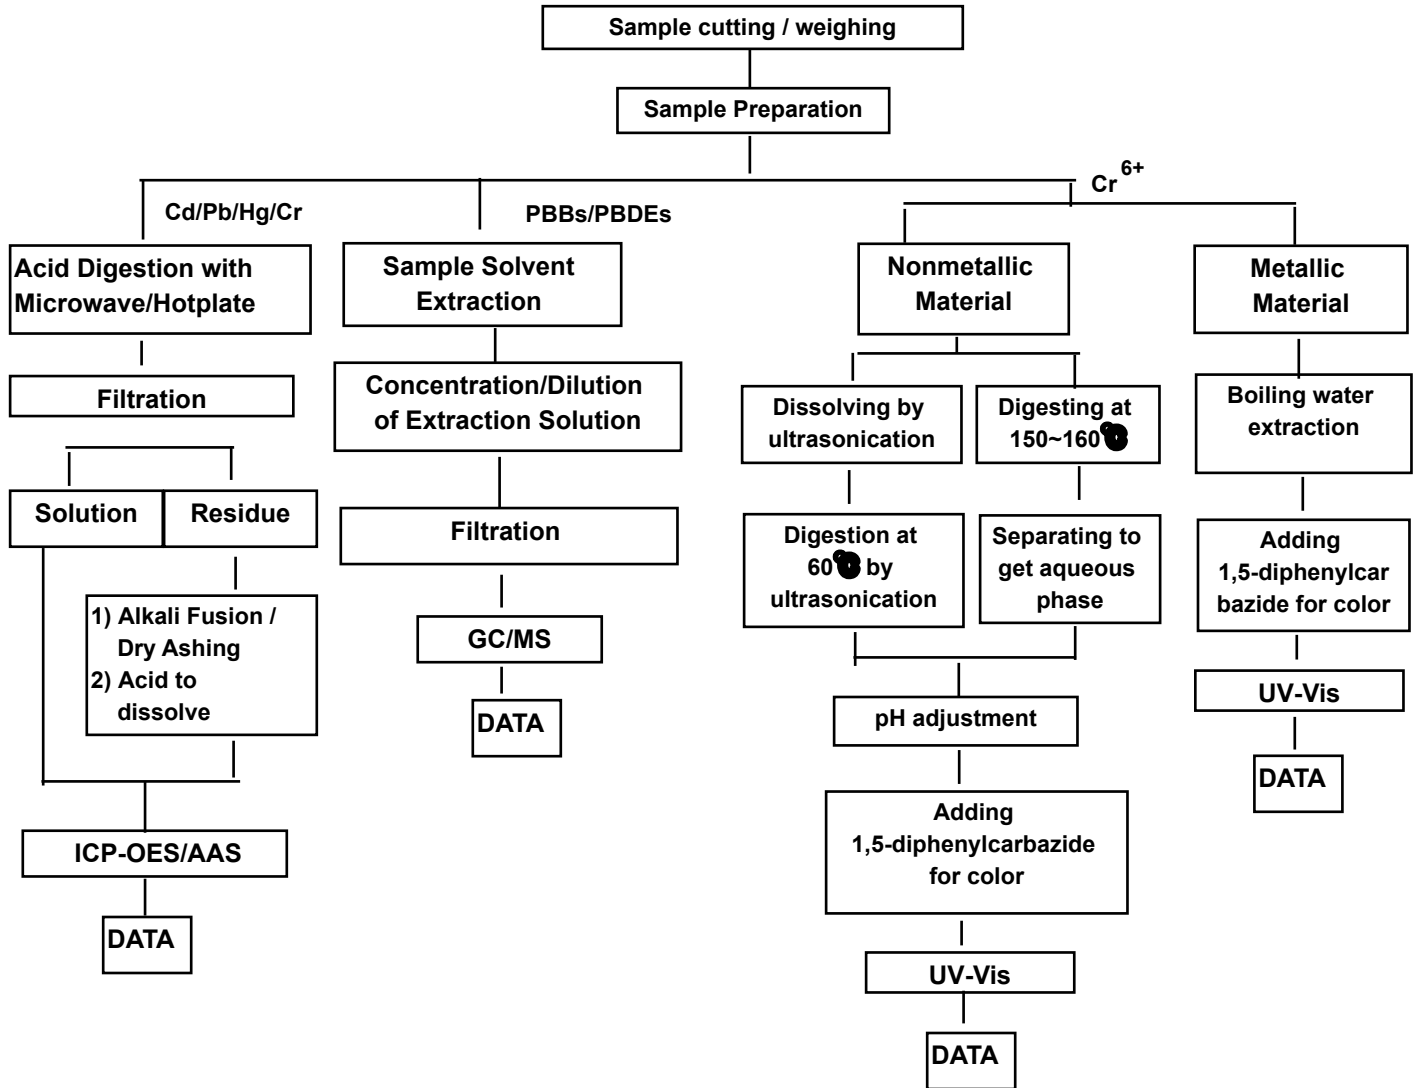 Sample cutting / weighing
Sample Preparation
Cr 6+
Cd/Pb/Hg/Cr
PBBs/PBDEs
Acid Digestion with
Microwave/Hotplate
Filtration
Solution
Residue
1) Alkali Fusion /
Dry Ashing
2) Acid to
dissolve
ICP-OES/AAS
DATA
Sample Solvent
Extraction
Concentration/Dilution
of Extraction Solution
Filtration
GC/MS
DATA
Nonmetallic
Material
Dissolving by
ultrasonication
Digestion at
60 by
ultrasonication
Digesting at
150~160
Separating to
get aqueous
phase
pH adjustment
Adding
1,5-diphenylcarbazide
for color
UV-Vis
DATA
Metallic
Material
Boiling water
extraction
Adding
1,5-diphenylcar
bazide for color
UV-Vis
DATA